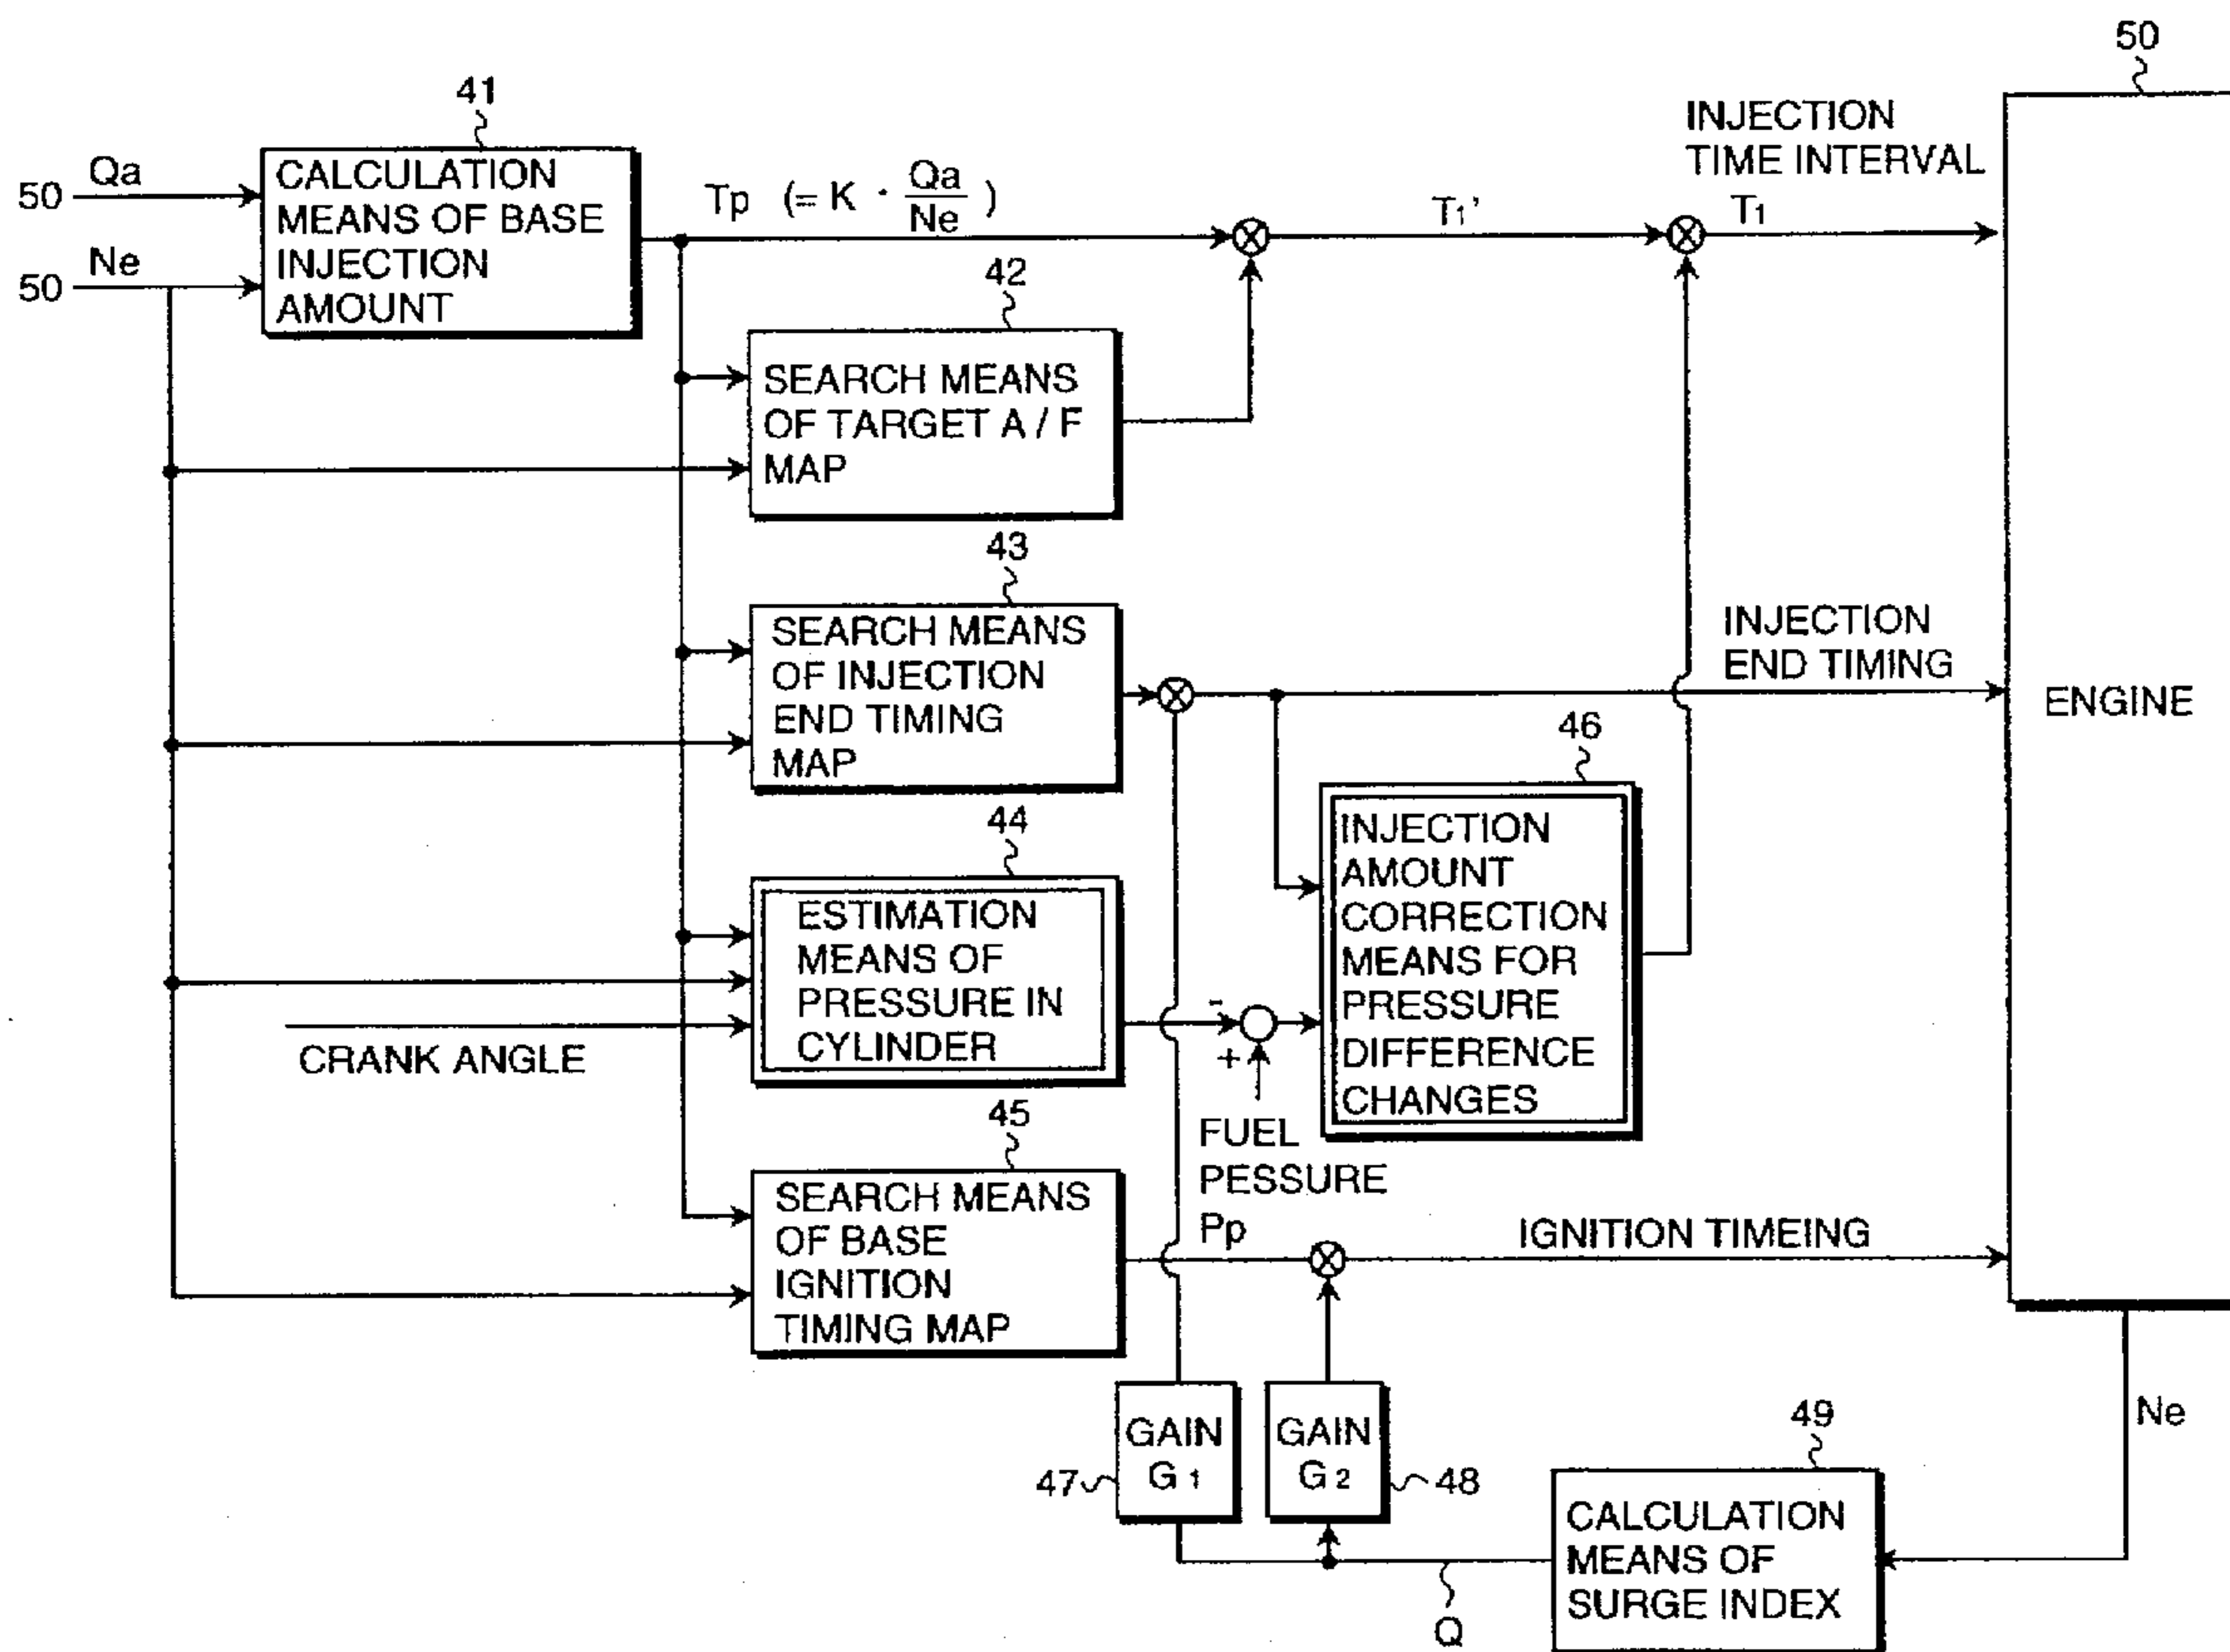 50
41
INJECTION
TIME INTERVAL
50 Qa
CALCULATION
MEANS OF BASE
INJECTION
AMOUNT
Tp (= K · Qa/Ne )
T1'
T1
50 Ne
42
SEARCH MEANS
OF TARGET A / F
MAP
43
SEARCH MEANS
OF INJECTION
END TIMING
MAP
INJECTION
END TIMING
ENGINE
46
INJECTION
AMOUNT
CORRECTION
MEANS FOR
PRESSURE
DIFFERENCE
CHANGES
44
ESTIMATION
MEANS OF
PRESSURE IN
CYLINDER
CRANK ANGLE
-
+
FUEL
PESSURE
Pp
45
SEARCH MEANS
OF BASE
IGNITION
TIMING MAP
IGNITION TIMEING
GAIN
G 1
47
GAIN
G 2
48
Ne
49
CALCULATION
MEANS OF
SURGE INDEX
Q